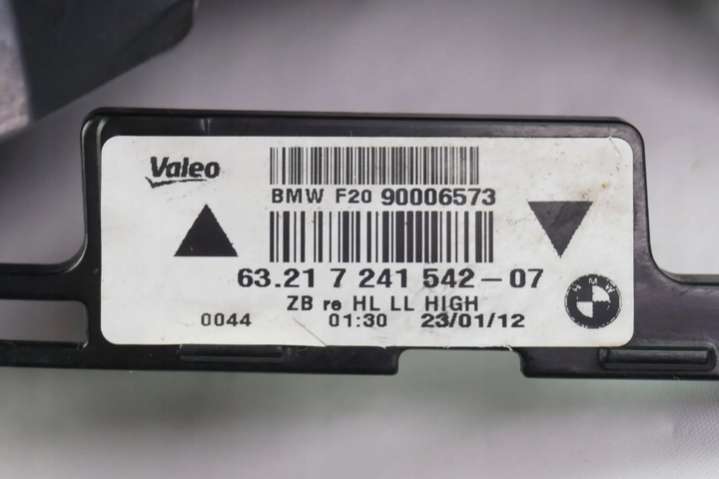 Valeo
BMW F20 90006573
63.21 7 241 542-07
ZB re HL LL HIGH
0044 01:30 23/01/12
BMW